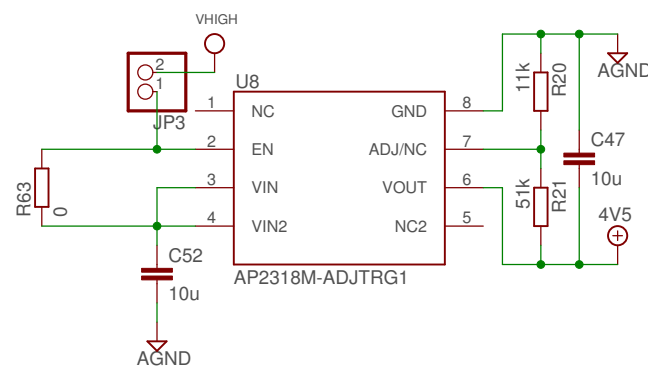 VHIGH
2
1
JP3
U8
AP2318M-ADJTRG1
1
NC
2
EN
3
VIN
4
VIN2
8
GND
7
ADJ/NC
6
VOUT
5
NC2
R63
0
C52
10u
AGND
11k
R20
51k
R21
C47
10u
AGND
4V5